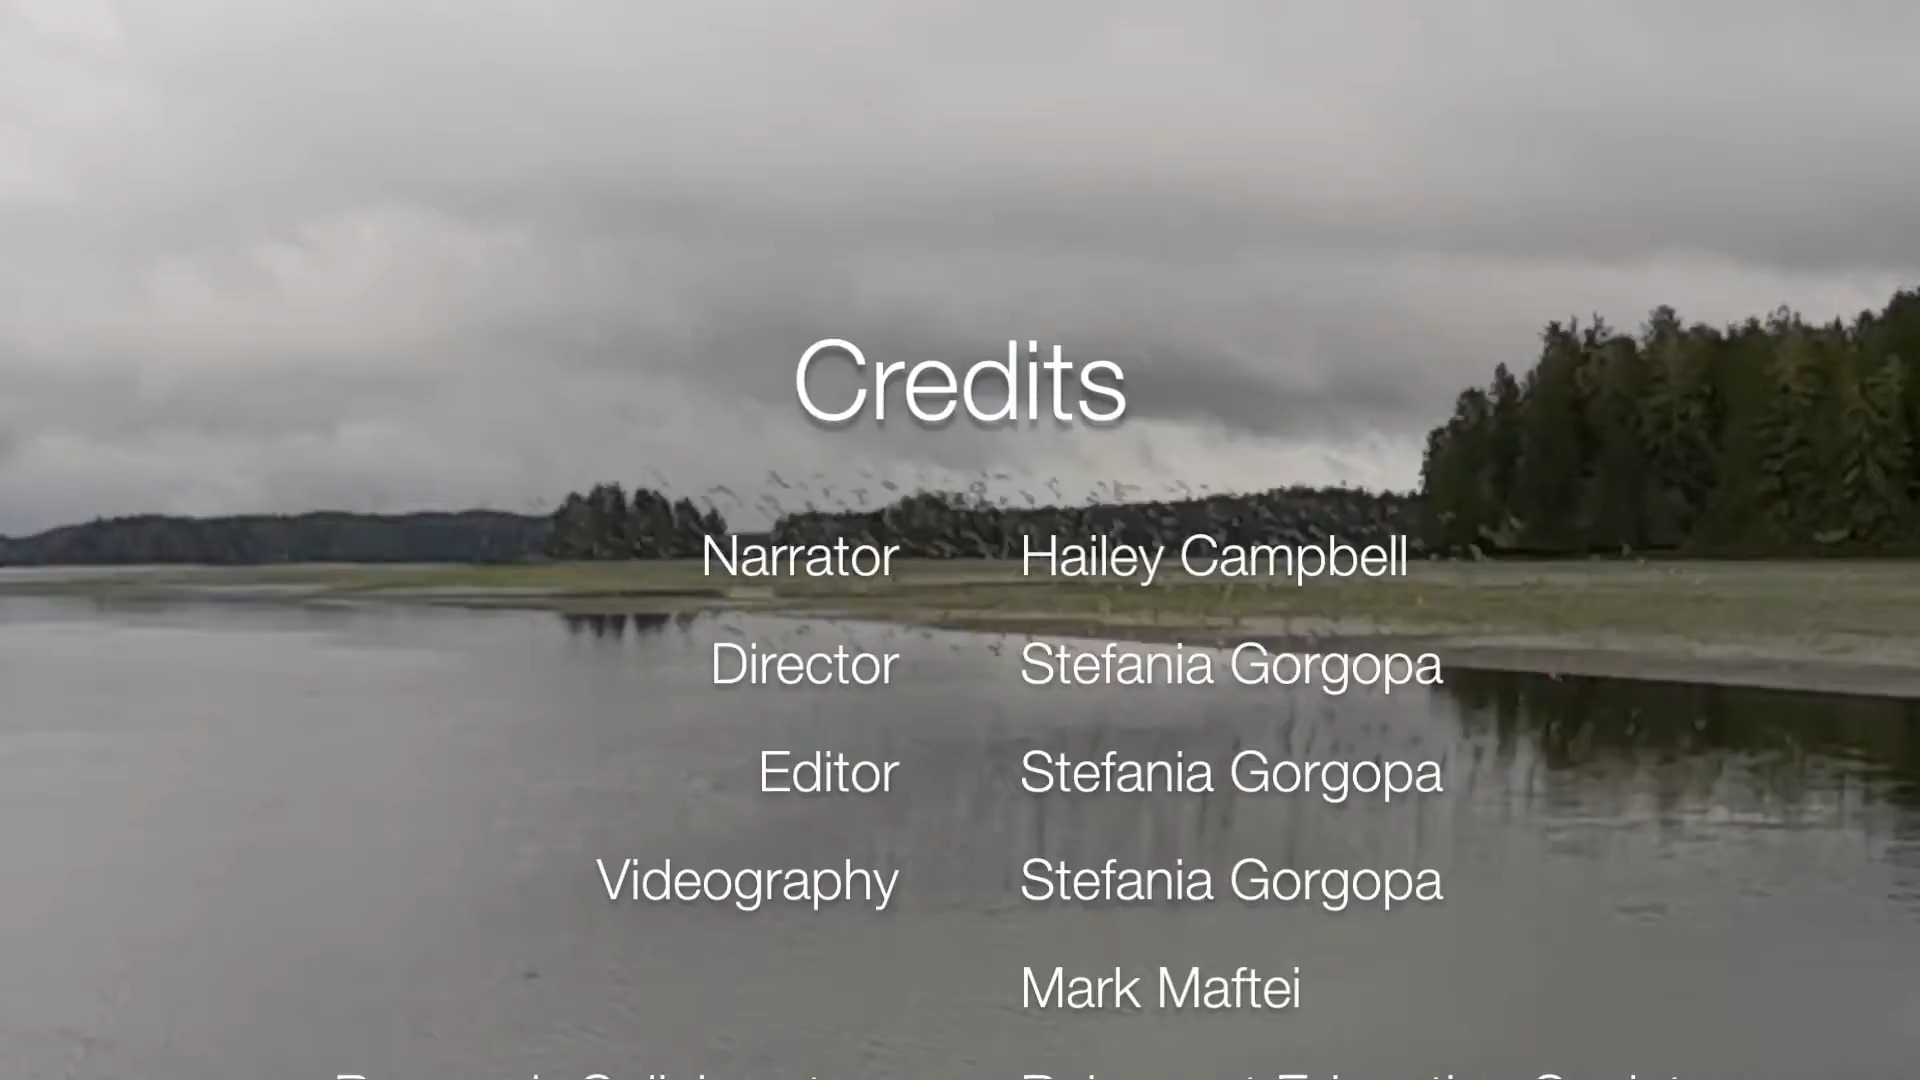 Credits
Narrator Hailey Campbell
Director Stefania Gorgopa
Editor Stefania Gorgopa
Videography Stefania Gorgopa
Mark Maftei